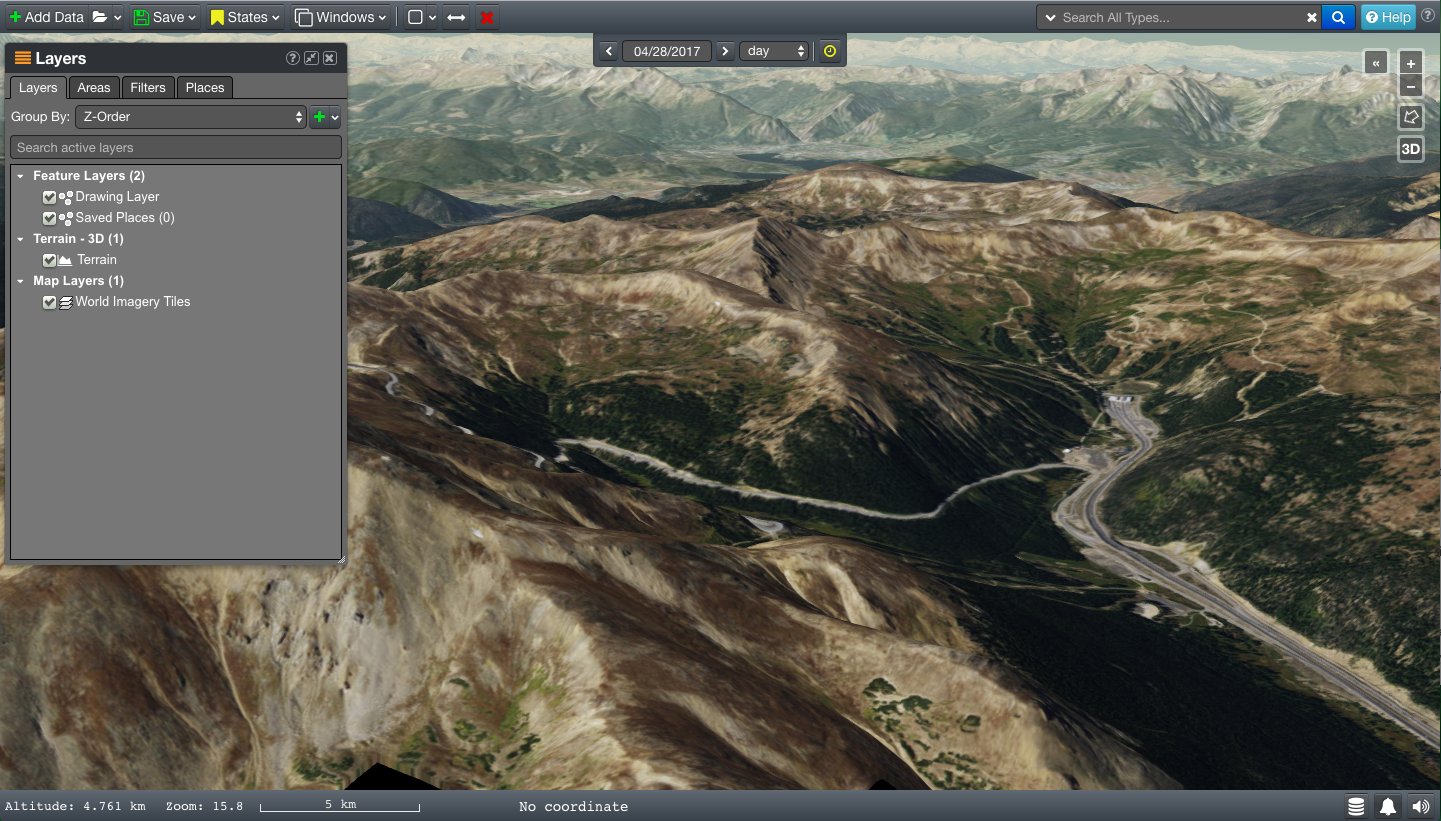 Add Data Save States Windows Search All Types... Help
Layers
04/28/2017 day
Layers Areas Filters Places
Group By: Z-Order
Search active layers
Feature Layers (2)
Drawing Layer
Saved Places (0)
Terrain - 3D (1)
Terrain
Map Layers (1)
World Imagery Tiles
3D
Altitude: 4.761 km Zoom: 15.8 5 km No coordinate